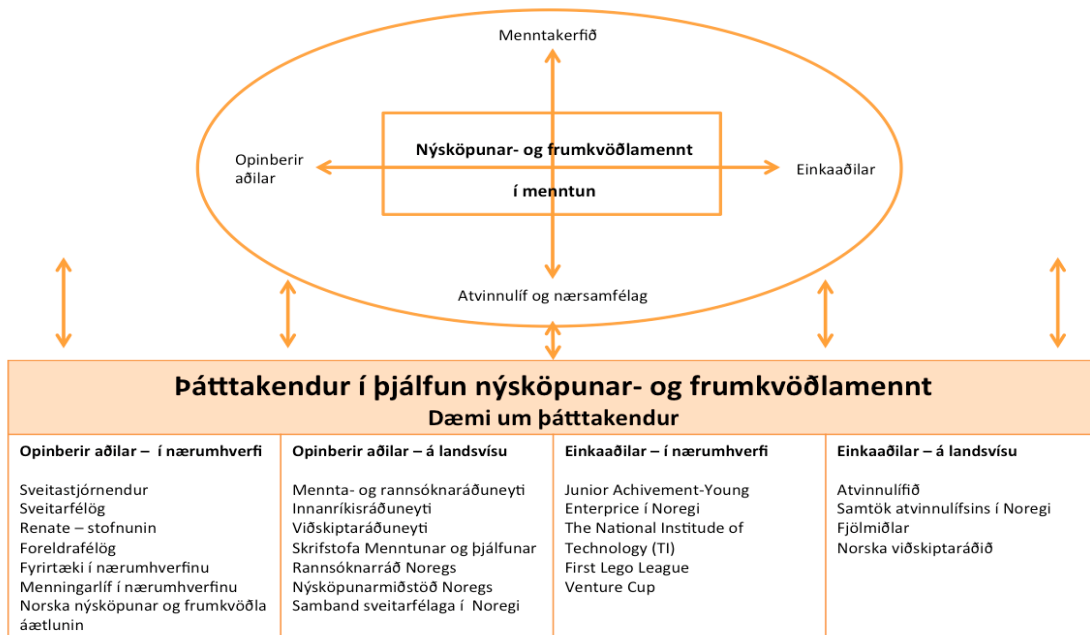 Menntakerfið
Nýsköpunar- og frumkvöðlamennt
í menntun
Opinberir
aðilar
Einkaaðilar
Atvinnulíf og nærsamfélag
Þátttakendur í þjálfun nýsköpunar- og frumkvöðlamennt
Dæmi um þátttakendur
Opinberir aðilar – í nærumhverfi
Sveitastjórnendur
Sveitarfélög
Renate – stofnunin
Foreldrafélög
Fyrirtæki í nærumhverfinu
Menningarlíf í nærumhverfinu
Norska nýsköpunar og frumkvöðla
áætlunin
Opinberir aðilar – á landsvísu
Mennta- og rannsóknaráðuneyti
Innanríkisráðuneyti
Viðskiptaráðuneyti
Skrifstofa Menntunar og þjálfunar
Rannsóknarráð Noregs
Nýsköpunarmiðstöð Noregs
Samband sveitarfélaga í Noregi
Einkaaðilar – í nærumhverfi
Junior Achivement-Young
Enterprice í Noregi
The National Institute of
Technology (TI)
First Lego League
Venture Cup
Einkaaðilar – á landsvísu
Atvinnulífið
Samtök atvinnulífsins í Noregi
Fjölmiðlar
Norska viðskiptaráðið